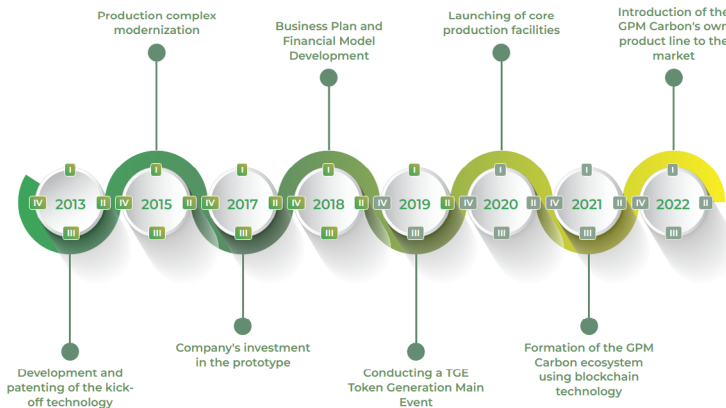 Production complex
modernization
Business Plan and
Financial Model
Development
Launching of core
production facilities
Introduction of the
GPM Carbon's own
product line to the
market
I
I
I
I
I
I
I
I
IV 2013 II
IV 2015 II
IV 2017 II
IV 2018 II
IV 2019 II
IV 2020 II
IV 2021 II
IV 2022 II
III
III
III
III
III
III
III
III
Development and
patenting of the kick-
off technology
Company's investment
in the prototype
Conducting a TGE
Token Generation Main
Event
Formation of the GPM
Carbon ecosystem
using blockchain
technology